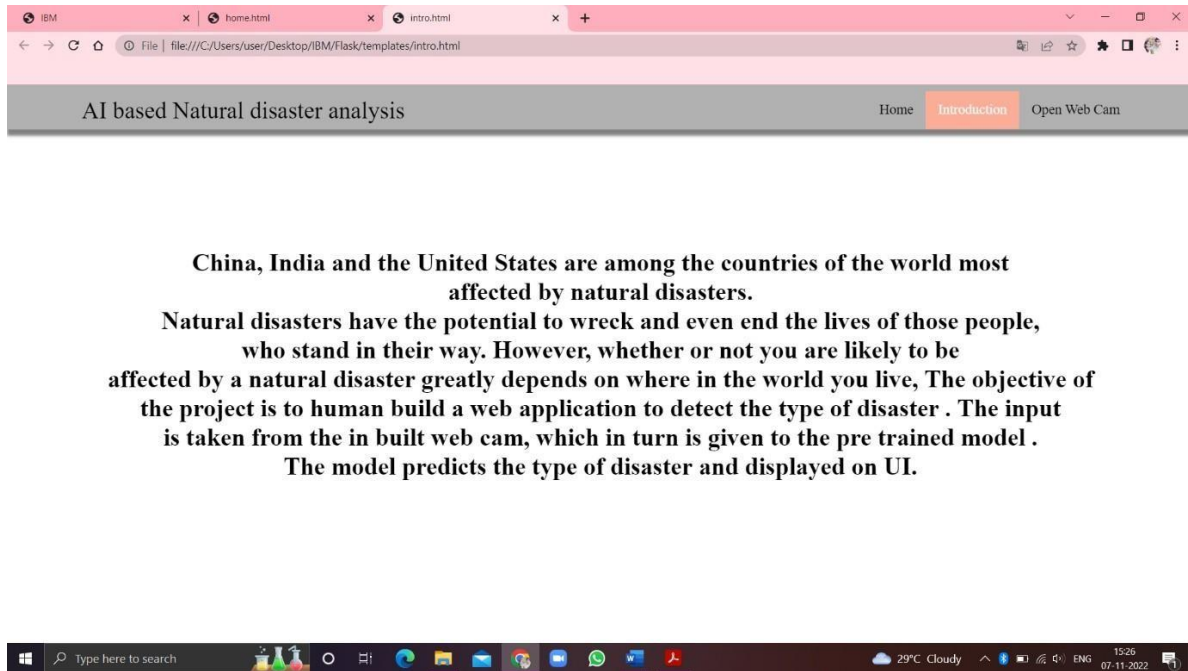 IBM
home.html
intro.html
File | file:///C:/Users/user/Desktop/IBM/Flask/templates/intro.html
AI based Natural disaster analysis
Home
Introduction
Open Web Cam
China, India and the United States are among the countries of the world most
affected by natural disasters.
Natural disasters have the potential to wreck and even end the lives of those people,
who stand in their way. However, whether or not you are likely to be
affected by a natural disaster greatly depends on where in the world you live, The objective of
the project is to human build a web application to detect the type of disaster . The input
is taken from the in built web cam, which in turn is given to the pre trained model .
The model predicts the type of disaster and displayed on UI.
Type here to search
29°C Cloudy
ENG
15:26
07-11-2022